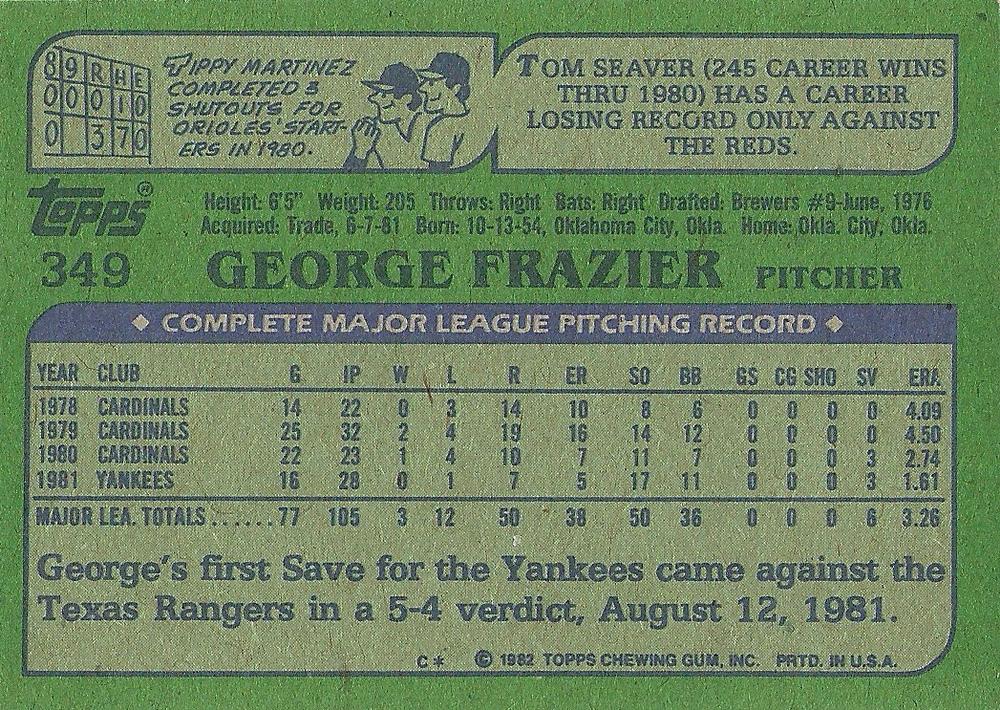 8 9 R H E
0 0 0 1 0
0 3 7 0
TIPPY MARTINEZ
COMPLETED 3
SHUTOUTS FOR
ORIOLES' START-
ERS IN 1980.
TOM SEAVER (245 CAREER WINS
THRU 1980) HAS A CAREER
LOSING RECORD ONLY AGAINST
THE REDS.
Topps®
Height: 6'5" Weight: 205 Throws: Right Bats: Right Drafted: Brewers #9-June, 1976
Acquired: Trade, 6-7-81 Born: 10-13-54, Oklahoma City, Okla. Home: Okla. City, Okla.
349 GEORGE FRAZIER PITCHER
◆ COMPLETE MAJOR LEAGUE PITCHING RECORD ◆
YEAR CLUB G IP W L R ER SO BB GS CG SHO SV ERA
1978 CARDINALS 14 22 0 3 14 10 8 6 0 0 0 0 4.09
1979 CARDINALS 25 32 2 4 19 16 14 12 0 0 0 0 4.50
1980 CARDINALS 22 23 1 4 10 7 11 7 0 0 0 3 2.74
1981 YANKEES 16 28 0 1 7 5 17 11 0 0 0 3 1.61
MAJOR LEA. TOTALS......77 105 3 12 50 38 50 36 0 0 0 6 3.26
George's first Save for the Yankees came against the
Texas Rangers in a 5-4 verdict, August 12, 1981.
C* © 1982 TOPPS CHEWING GUM, INC. PRTD. IN U.S.A.